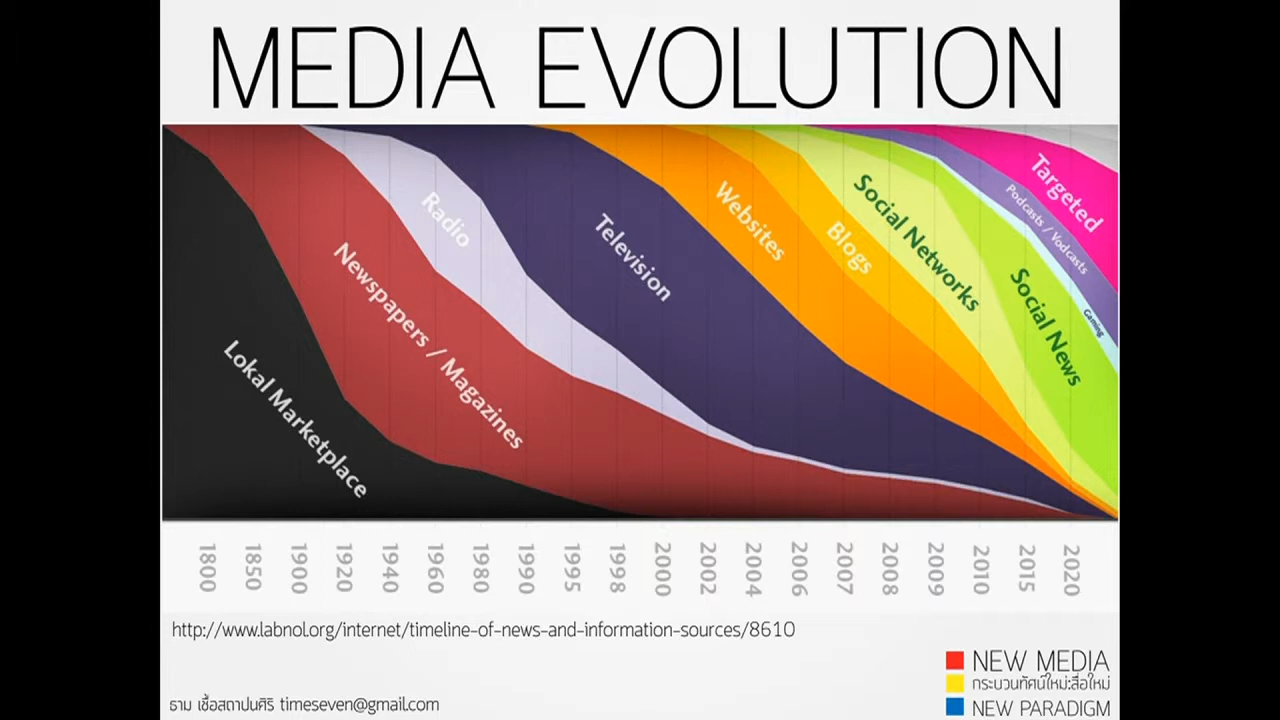 MEDIA EVOLUTION
Lokal Marketplace
Newspapers / Magazines
Radio
Television
Websites
Blogs
Social Networks
Social News
Gaming
Podcasts / Vodcasts
Targeted
1800
1850
1900
1920
1940
1960
1980
1990
1995
1998
2000
2002
2004
2006
2007
2008
2009
2010
2015
2020
http://www.labnol.org/internet/timeline-of-news-and-information-sources/8610
NEW MEDIA
กระบวนทัศน์ใหม่:สื่อใหม่
NEW PARADIGM
ธาม เชื้อสถาปนศิริ timeseven@gmail.com